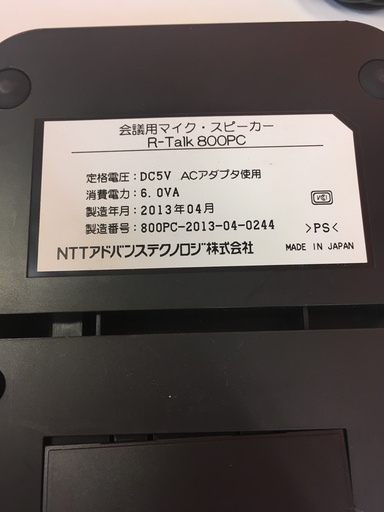 会議用マイク・スピーカー
R-Talk 800PC
定格電圧：DC5V ACアダプタ使用
消費電力：6.0VA
製造年月：2013年04月
製造番号：800PC-2013-04-0244
>PS<
NTTアドバンステクノロジ株式会社
MADE IN JAPAN